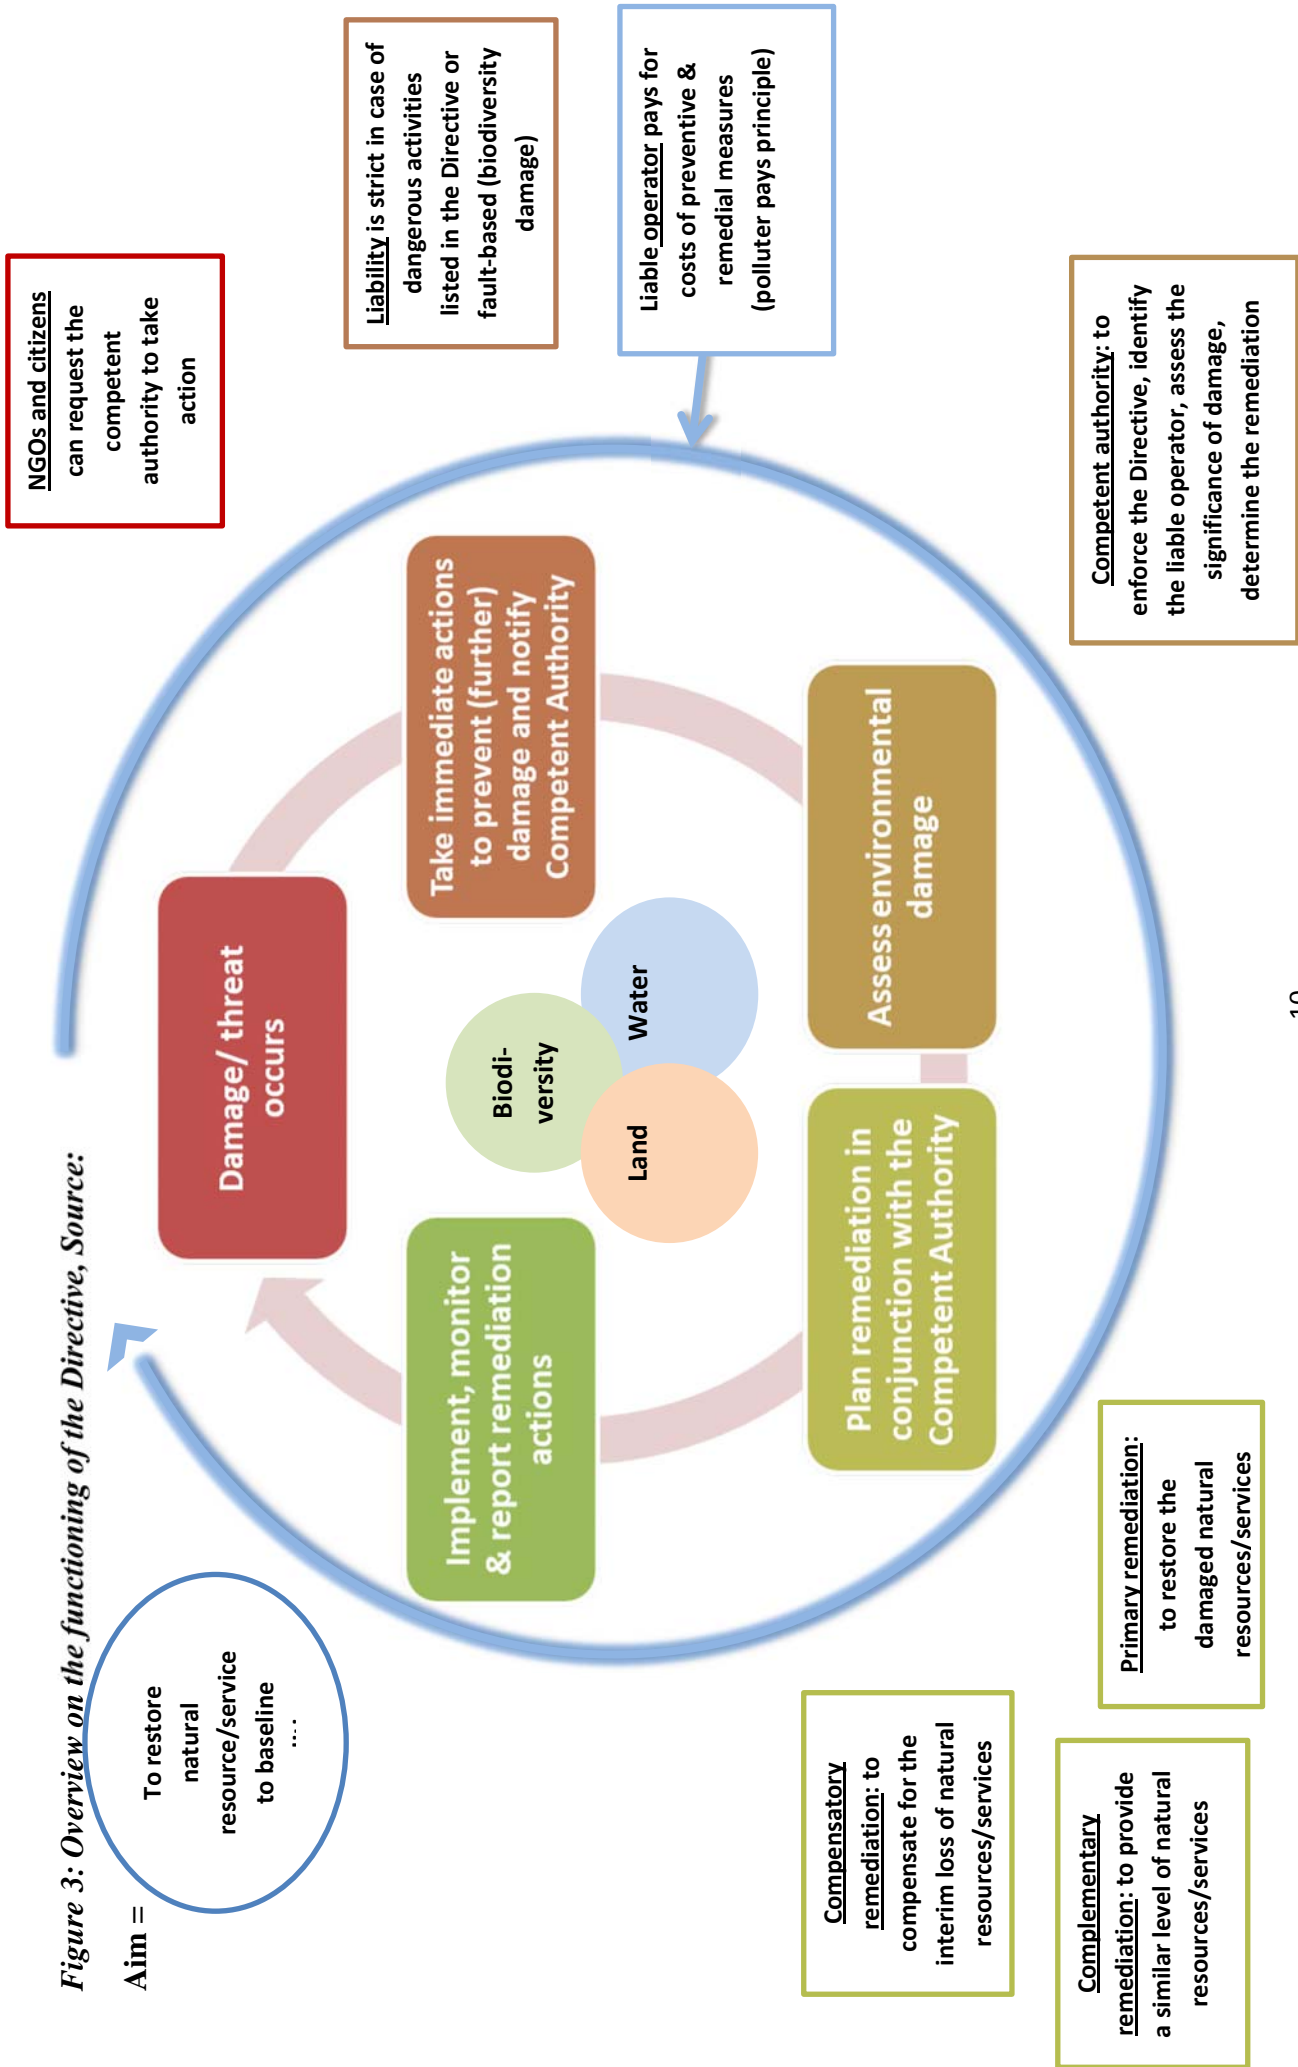 Figure 3: Overview on the functioning of the Directive, Source:
Aim =
To restore
natural
resource/service
to baseline
….
NGOs and citizens
can request the
competent
authority to take
action
Damage/ threat
occurs
Liability is strict in case of
dangerous activities
listed in the Directive or
fault-based (biodiversity
damage)
Take immediate actions
to prevent (further)
damage and notify
Competent Authority
Implement, monitor
& report remediation
actions
Biodi-
versity
Land
Water
Liable operator pays for
costs of preventive &
remedial measures
(polluter pays principle)
Assess environmental
damage
Plan remediation in
conjunction with the
Competent Authority
Compensatory
remediation: to
compensate for the
interim loss of natural
resources/services
Competent authority: to
enforce the Directive, identify
the liable operator, assess the
significance of damage,
determine the remediation
Primary remediation:
to restore the
damaged natural
resources/services
Complementary
remediation: to provide
a similar level of natural
resources/services